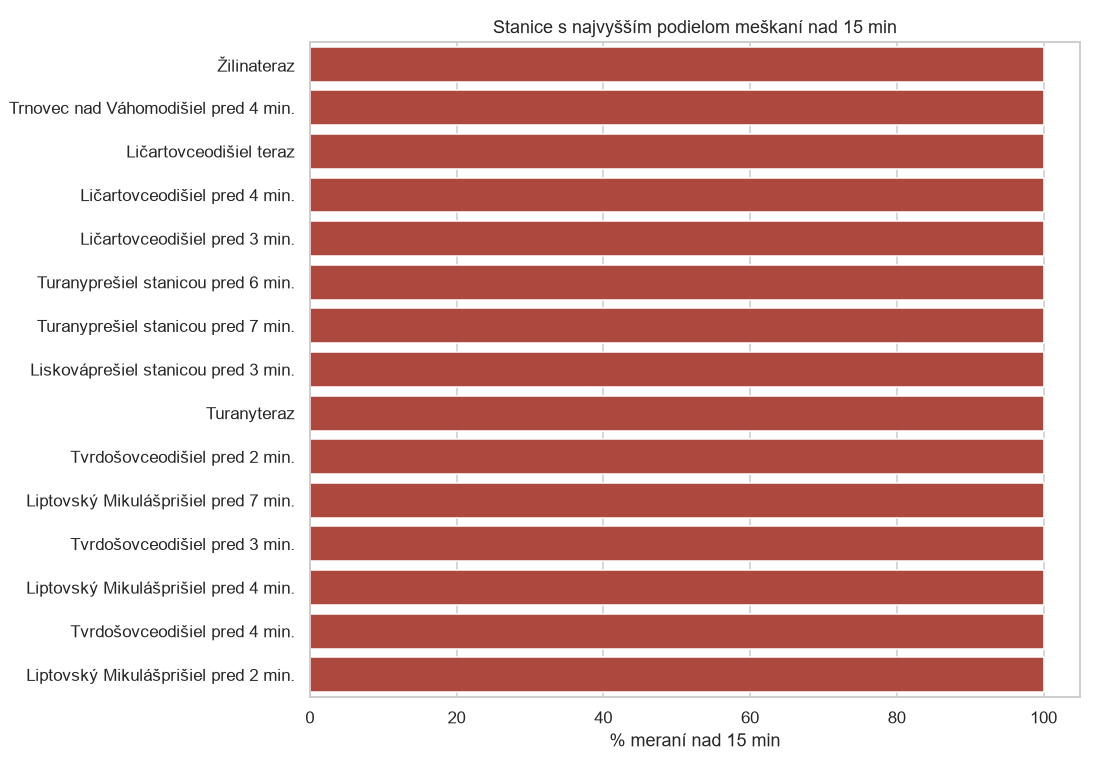 Stanice s najvyšším podielom meškaní nad 15 min
Žilinateraz
Trnovec nad Váhomodišiel pred 4 min.
Ličartovceodišiel teraz
Ličartovceodišiel pred 4 min.
Ličartovceodišiel pred 3 min.
Turanyprešiel stanicou pred 6 min.
Turanyprešiel stanicou pred 7 min.
Liskováprešiel stanicou pred 3 min.
Turanyteraz
Tvrdošovceodišiel pred 2 min.
Liptovský Mikulášprišiel pred 7 min.
Tvrdošovceodišiel pred 3 min.
Liptovský Mikulášprišiel pred 4 min.
Tvrdošovceodišiel pred 4 min.
Liptovský Mikulášprišiel pred 2 min.
0 20 40 60 80 100
% meraní nad 15 min